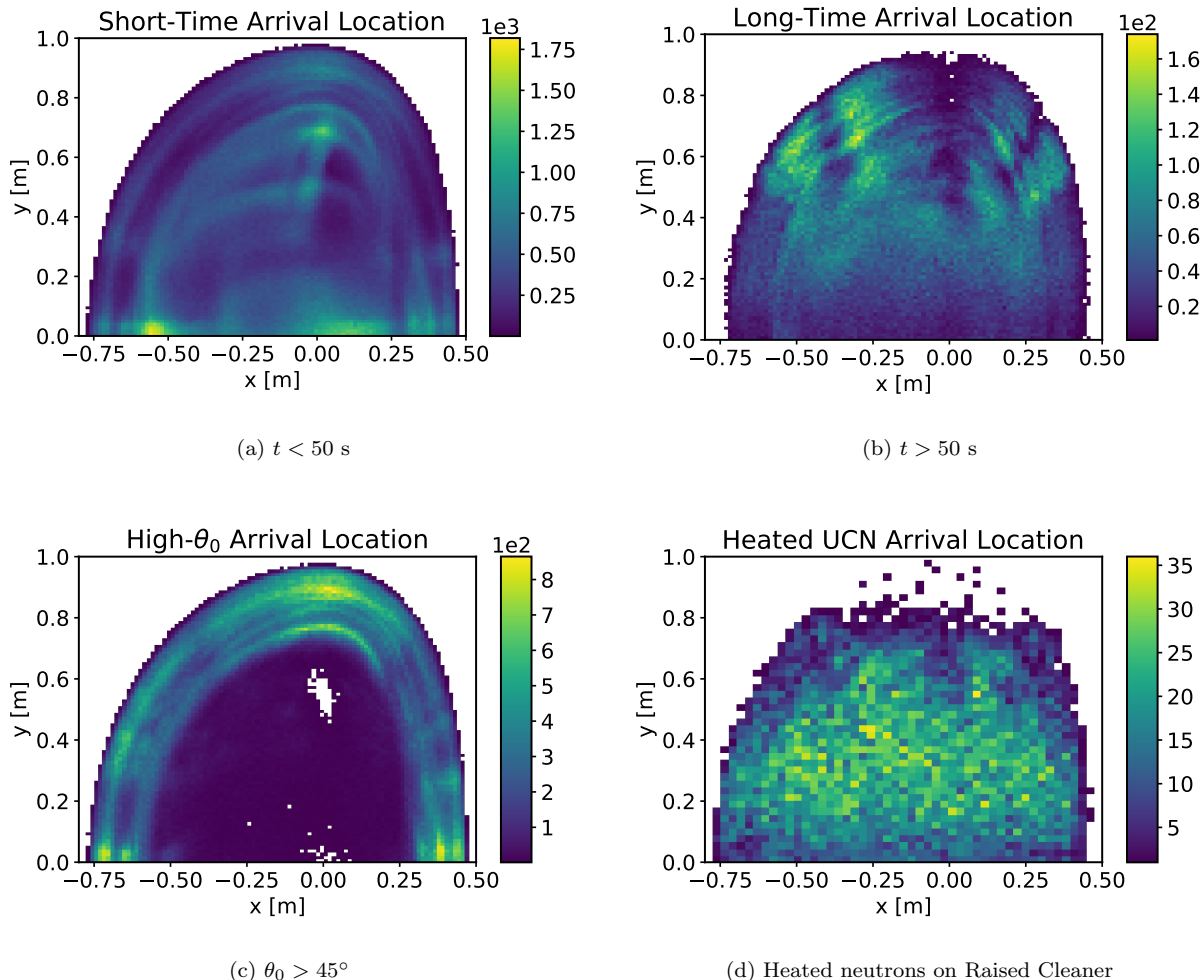 Short-Time Arrival Location
1e3
1.0
0.8
0.6
0.4
0.2
0.0
y [m]
−0.75 −0.50 −0.25 0.00 0.25 0.50
x [m]
1.75
1.50
1.25
1.00
0.75
0.50
0.25
(a) t < 50 s
Long-Time Arrival Location
1e2
1.0
0.8
0.6
0.4
0.2
0.0
y [m]
−0.75 −0.50 −0.25 0.00 0.25 0.50
x [m]
1.6
1.4
1.2
1.0
0.8
0.6
0.4
0.2
(b) t > 50 s
High-θ₀ Arrival Location
1e2
1.0
0.8
0.6
0.4
0.2
0.0
y [m]
−0.75 −0.50 −0.25 0.00 0.25 0.50
x [m]
8
7
6
5
4
3
2
1
(c) θ₀ > 45°
Heated UCN Arrival Location
1.0
0.8
0.6
0.4
0.2
0.0
y [m]
−0.75 −0.50 −0.25 0.00 0.25 0.50
x [m]
35
30
25
20
15
10
5
(d) Heated neutrons on Raised Cleaner